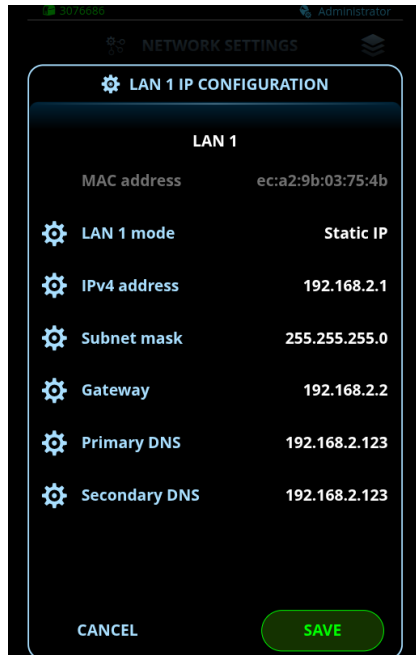 3076686 Administrator
NETWORK SETTINGS
LAN 1 IP CONFIGURATION
LAN 1
MAC address ec:a2:9b:03:75:4b
LAN 1 mode Static IP
IPv4 address 192.168.2.1
Subnet mask 255.255.255.0
Gateway 192.168.2.2
Primary DNS 192.168.2.123
Secondary DNS 192.168.2.123
CANCEL SAVE